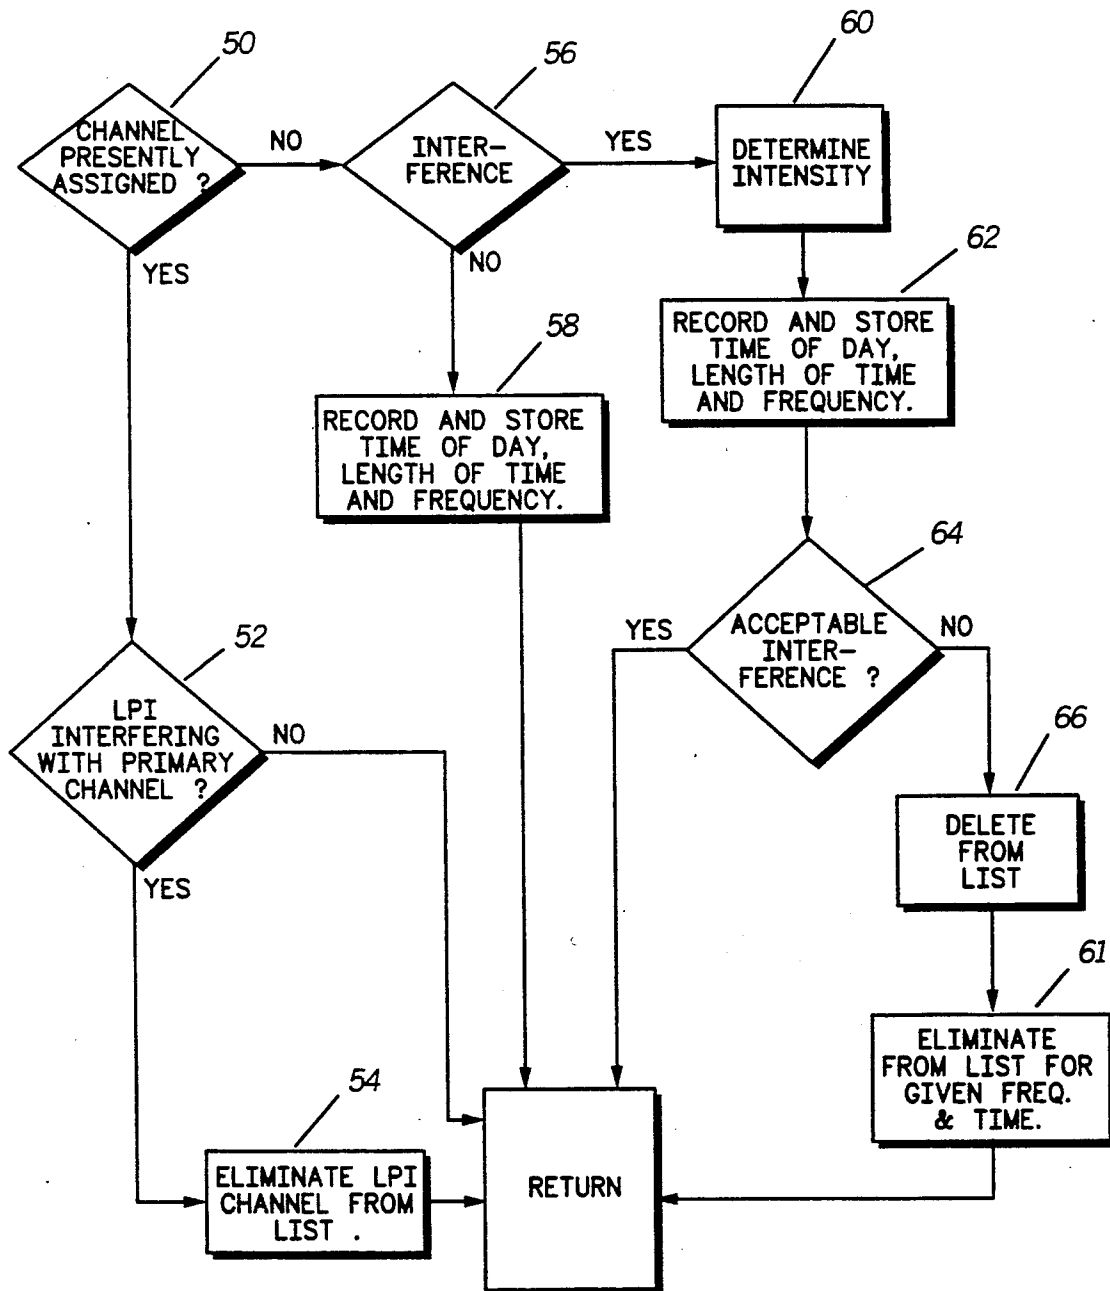 50
CHANNEL
PRESENTLY
ASSIGNED ?
NO
YES
56
INTER-
FERENCE
YES
NO
60
DETERMINE
INTENSITY
62
RECORD AND STORE
TIME OF DAY,
LENGTH OF TIME
AND FREQUENCY.
58
RECORD AND STORE
TIME OF DAY,
LENGTH OF TIME
AND FREQUENCY.
64
ACCEPTABLE
INTER-
FERENCE ?
YES
NO
52
LPI
INTERFERING
WITH PRIMARY
CHANNEL ?
NO
YES
66
DELETE
FROM
LIST
61
ELIMINATE
FROM LIST FOR
GIVEN FREQ.
& TIME.
54
ELIMINATE LPI
CHANNEL FROM
LIST .
RETURN